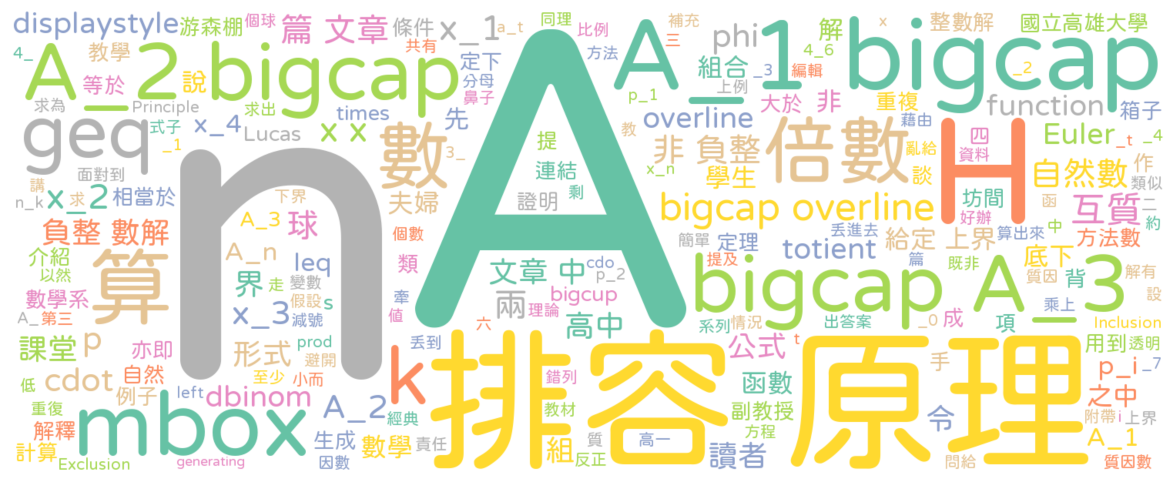 displaystyle 游森棚 個球 篇 文章 條件 x_1 a_t 同理 比例 補充 x 整數解 國立高雄大學
教學 共有 方法 三 phi 解 4_6 _2
4_ A_2 bigcap A_1 bigcap
等於 說 定下 分母 鼻子 _3 編輯 組合 上例
求為 Principle 求出 p_1 大於 非 重複 function 箱子
geq 式子 x_4 Lucas times 先 overline 藉由 四 Euler _t _4
_1 x x 數 提 教 非 負整 倍數 亂給 資料 自然數 作
面對到 連結 x_n 學生 談 H 類似
講 求 x_2 相當於 下界 夫婦 證明 剩 bigcap overline 坊間 函 互質 二
n_k A_3 個數 好辦 中 約
負整 數解 n 球 A 簡單 丟進去 定理 給定 上界 算出來 方法數
A_n 類 文章 中 cdo 提及 totient 篇 既非 底下
介紹 算 界 走 leq 變數 牽 p_2 bigcap A_3 質因 背 解有
以然 假設 s 值 兩 理論 bigcup 設
數學系 x_3 減號 六 高中 系列 情況 出答案 _0 成 項 乘上
A_ 第三 prod 丟到 Inclusion
課堂 p 亦即 形式 避開 k 排容 原理 公式 t 手 用到 透明
低 cdot 自然 至少 小而 錯列 函數 p_i _7
例子 dbinom left 之中
重復 mbox A_2 經典 教材 副教授 令 附帶 i 上界
解釋 生成 數學 責任 組 質 高一 方程 讀者 A_1
計算 因數 反正 問給 質因數
Exclusion generating